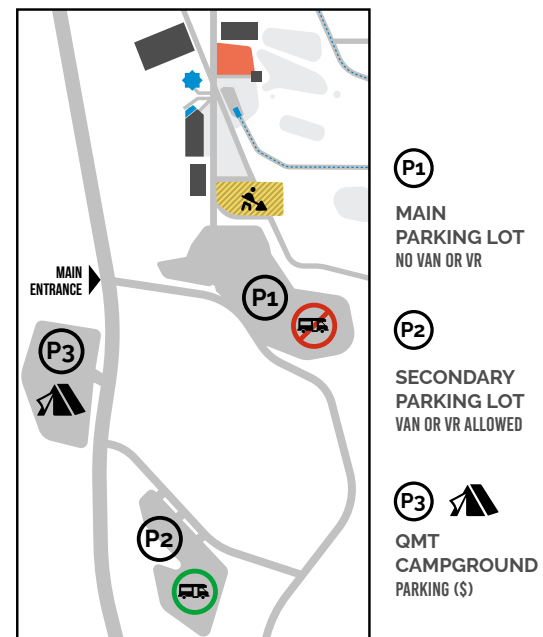 MAIN
ENTRANCE
P1
P3
P2
P1
MAIN
PARKING LOT
NO VAN OR VR
P2
SECONDARY
PARKING LOT
VAN OR VR ALLOWED
P3
QMT
CAMPGROUND
PARKING ($)